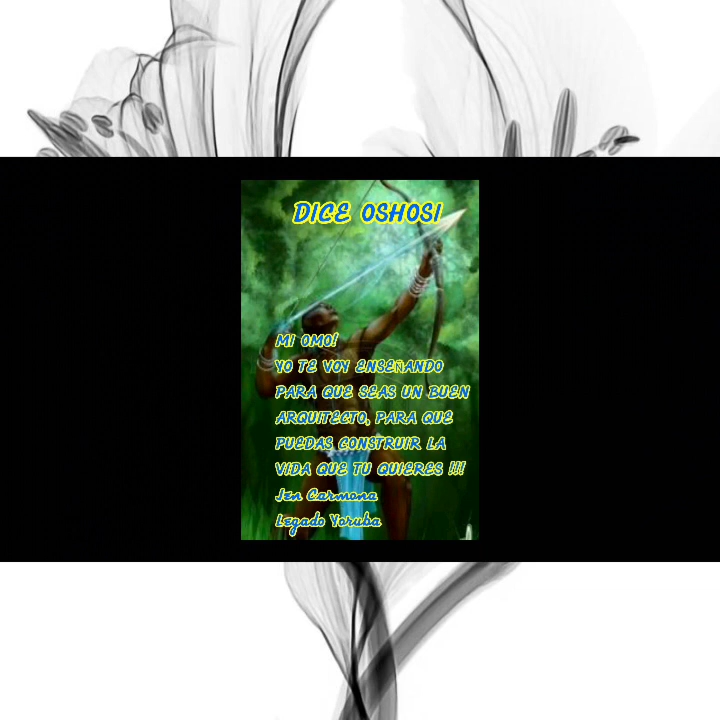 DICE OSHOSI
MI OMO!
YO TE VOY ENSEÑANDO
PARA QUE SEAS UN BUEN
ARQUITECTO, PARA QUE
PUEDAS CONSTRUIR LA
VIDA QUE TU QUIERES !!!
Jen Carmona
Legado Yoruba